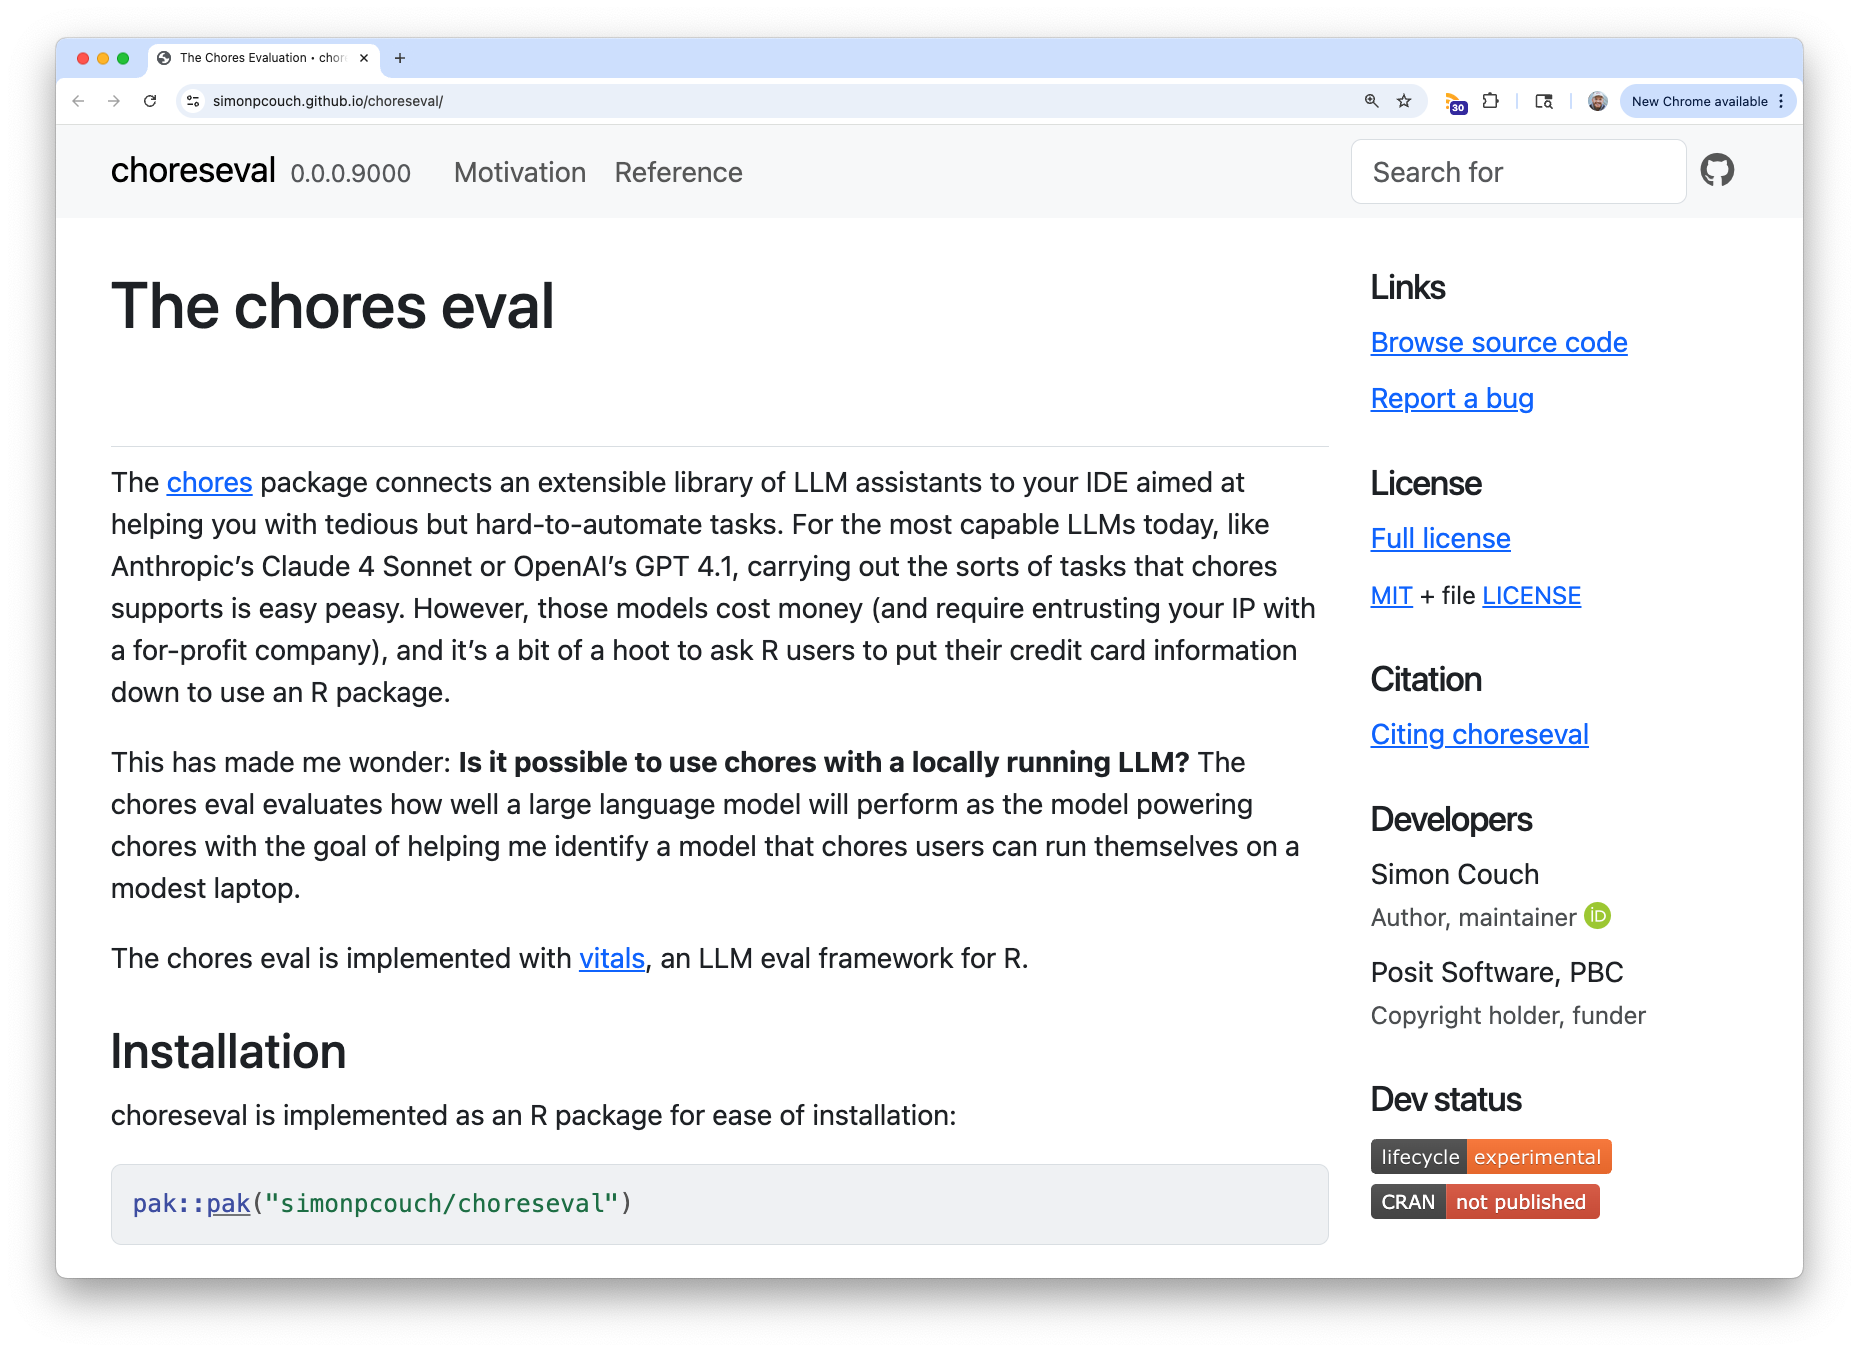 The Chores Evaluation • chor
simonpcouch.github.io/choreseval/
30
New Chrome available
choreseval 0.0.0.9000 Motivation Reference
Search for
The chores eval
The chores package connects an extensible library of LLM assistants to your IDE aimed at
helping you with tedious but hard-to-automate tasks. For the most capable LLMs today, like
Anthropic’s Claude 4 Sonnet or OpenAI’s GPT 4.1, carrying out the sorts of tasks that chores
supports is easy peasy. However, those models cost money (and require entrusting your IP with
a for-profit company), and it’s a bit of a hoot to ask R users to put their credit card information
down to use an R package.
This has made me wonder: Is it possible to use chores with a locally running LLM? The
chores eval evaluates how well a large language model will perform as the model powering
chores with the goal of helping me identify a model that chores users can run themselves on a
modest laptop.
The chores eval is implemented with vitals, an LLM eval framework for R.
Installation
choreseval is implemented as an R package for ease of installation:
pak::pak("simonpcouch/choreseval")
Links
Browse source code
Report a bug
License
Full license
MIT + file LICENSE
Citation
Citing choreseval
Developers
Simon Couch
Author, maintainer iD
Posit Software, PBC
Copyright holder, funder
Dev status
lifecycle experimental
CRAN not published